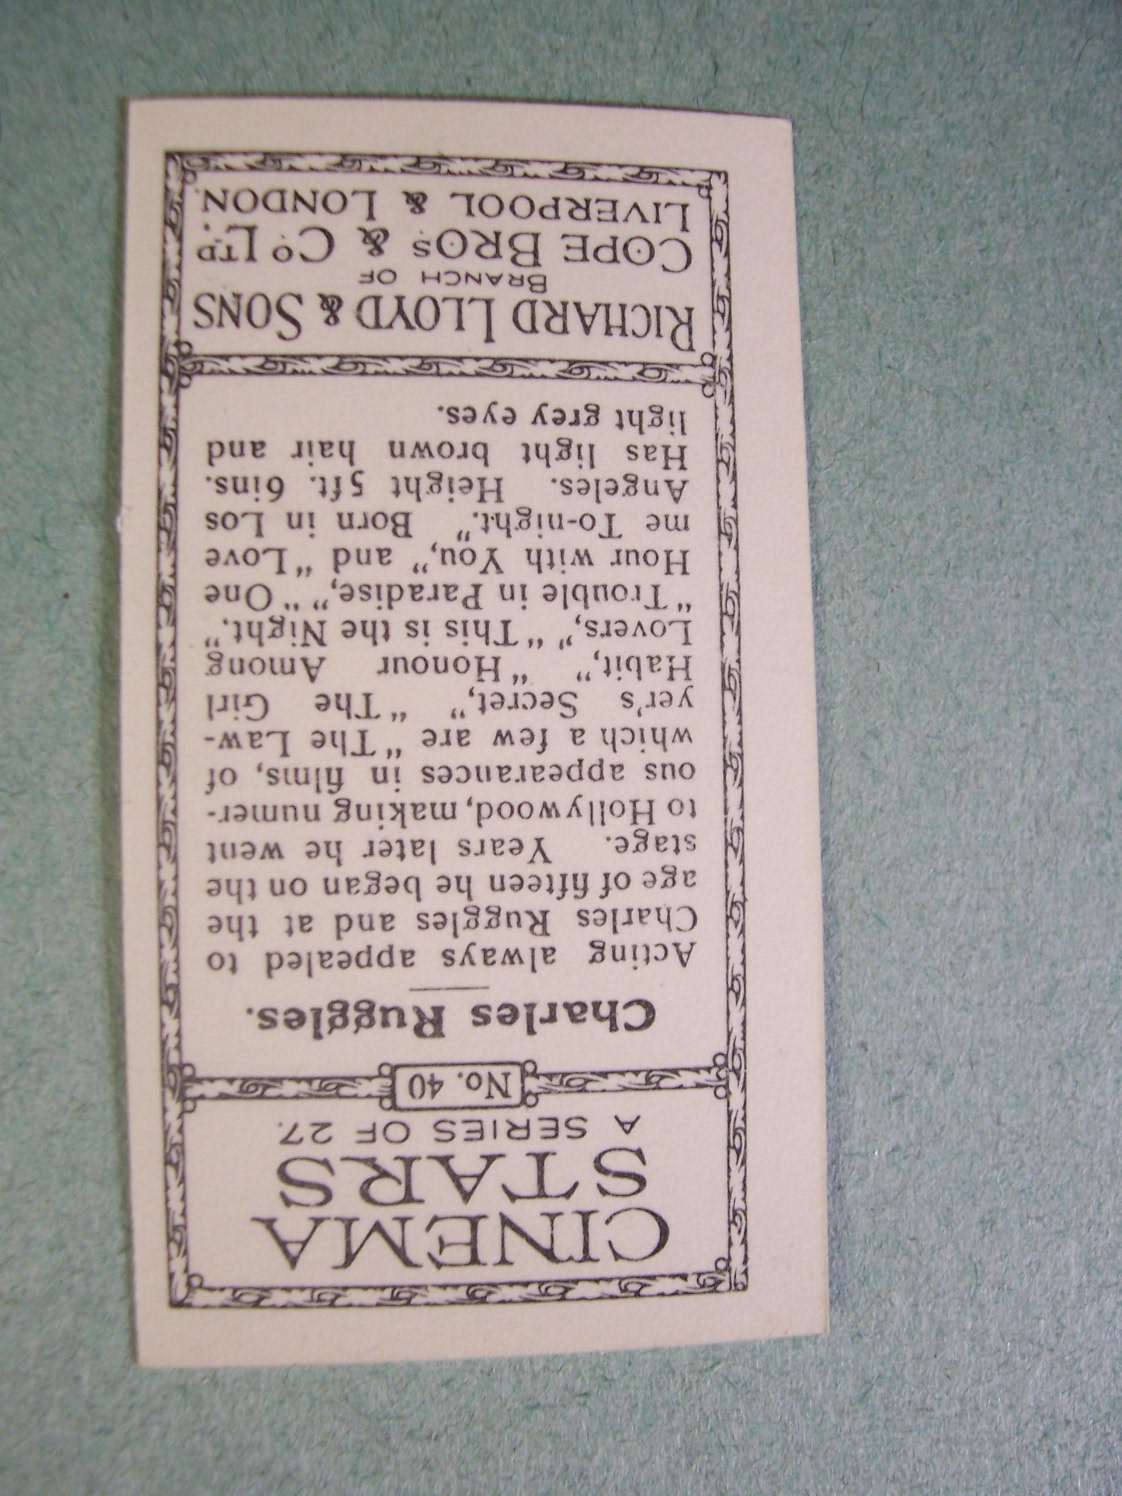 CINEMA
STARS
A SERIES OF 27.
No. 40
Charles Ruggles.
Acting always appealed to
Charles Ruggles and at the
age of fifteen he began on the
stage. Years later he went
to Hollywood, making numer-
ous appearances in films, of
which a few are "The Law-
yer's Secret," "The Girl
Habit," "Honour Among
Lovers," "This is the Night,"
"Trouble in Paradise," "One
Hour with You," and "Love
me To-night." Born in Los
Angeles. Height 5ft. 6ins.
Has light brown hair and
light grey eyes.
RICHARD LLOYD & SONS
BRANCH OF
COPE BROS & CO LTD.
LIVERPOOL & LONDON.